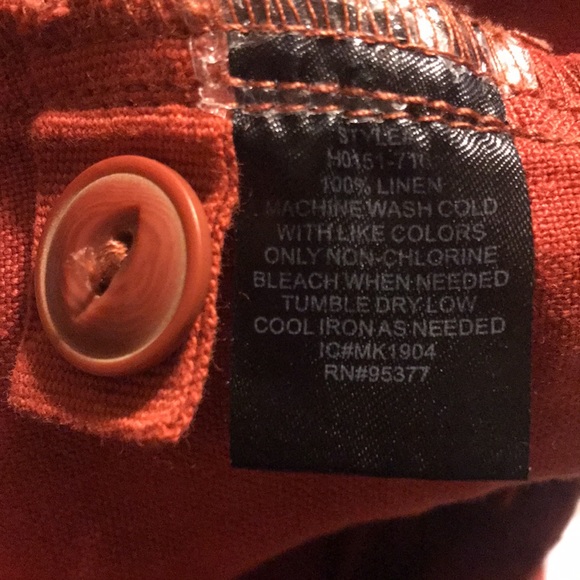 STYLE#
H0151-710
100% LINEN
MACHINE WASH COLD
WITH LIKE COLORS
ONLY NON-CHLORINE
BLEACH WHEN NEEDED
TUMBLE DRY LOW
COOL IRON AS NEEDED
IC#MK1904
RN#95377